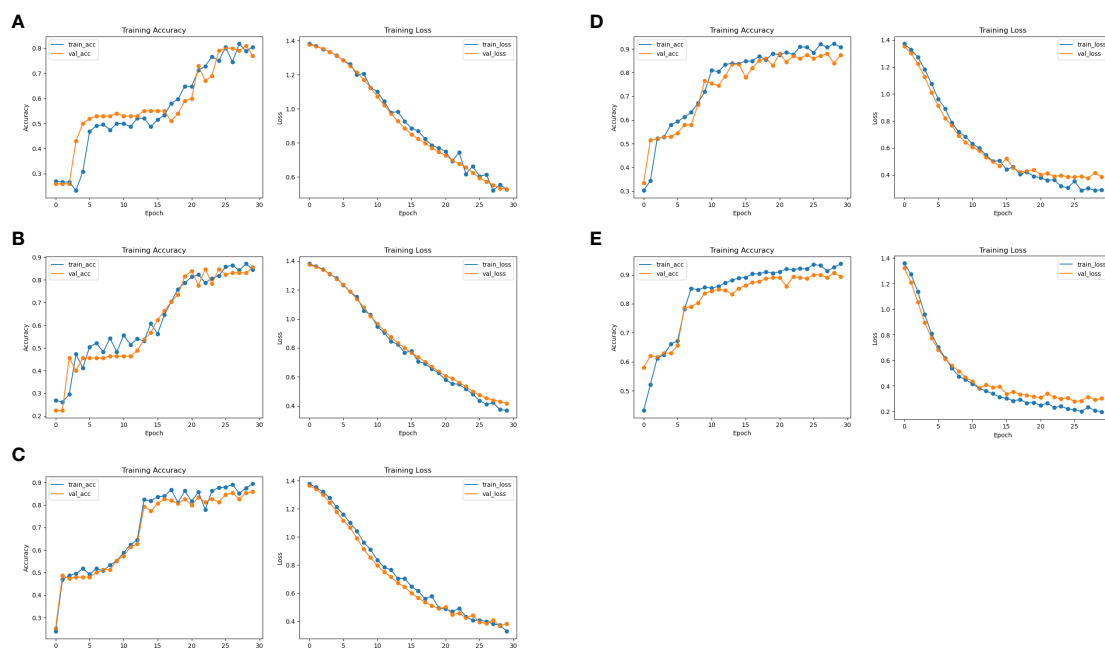 A
Training Accuracy
train_acc
val_acc
0.8
0.7
0.6
0.5
0.4
0.3
Accuracy
0 5 10 15 20 25 30
Epoch
Training Loss
train_loss
val_loss
1.4
1.2
1.0
0.8
0.6
Loss
0 5 10 15 20 25 30
Epoch
B
Training Accuracy
train_acc
val_acc
0.9
0.8
0.7
0.6
0.5
0.4
0.3
0.2
Accuracy
0 5 10 15 20 25 30
Epoch
Training Loss
train_loss
val_loss
1.4
1.2
1.0
0.8
0.6
0.4
Loss
0 5 10 15 20 25 30
Epoch
C
Training Accuracy
train_acc
val_acc
0.9
0.8
0.7
0.6
0.5
0.4
0.3
Accuracy
0 5 10 15 20 25 30
Epoch
Training Loss
train_loss
val_loss
1.4
1.2
1.0
0.8
0.6
0.4
Loss
0 5 10 15 20 25 30
Epoch
D
Training Accuracy
train_acc
val_acc
0.9
0.8
0.7
0.6
0.5
0.4
0.3
Accuracy
0 5 10 15 20 25 30
Epoch
Training Loss
train_loss
val_loss
1.4
1.2
1.0
0.8
0.6
0.4
Loss
0 5 10 15 20 25
Epoch
E
Training Accuracy
train_acc
val_acc
0.9
0.8
0.7
0.6
0.5
Accuracy
0 5 10 15 20 25 30
Epoch
Training Loss
train_loss
val_loss
1.4
1.2
1.0
0.8
0.6
0.4
0.2
Loss
0 5 10 15 20 25
Epoch